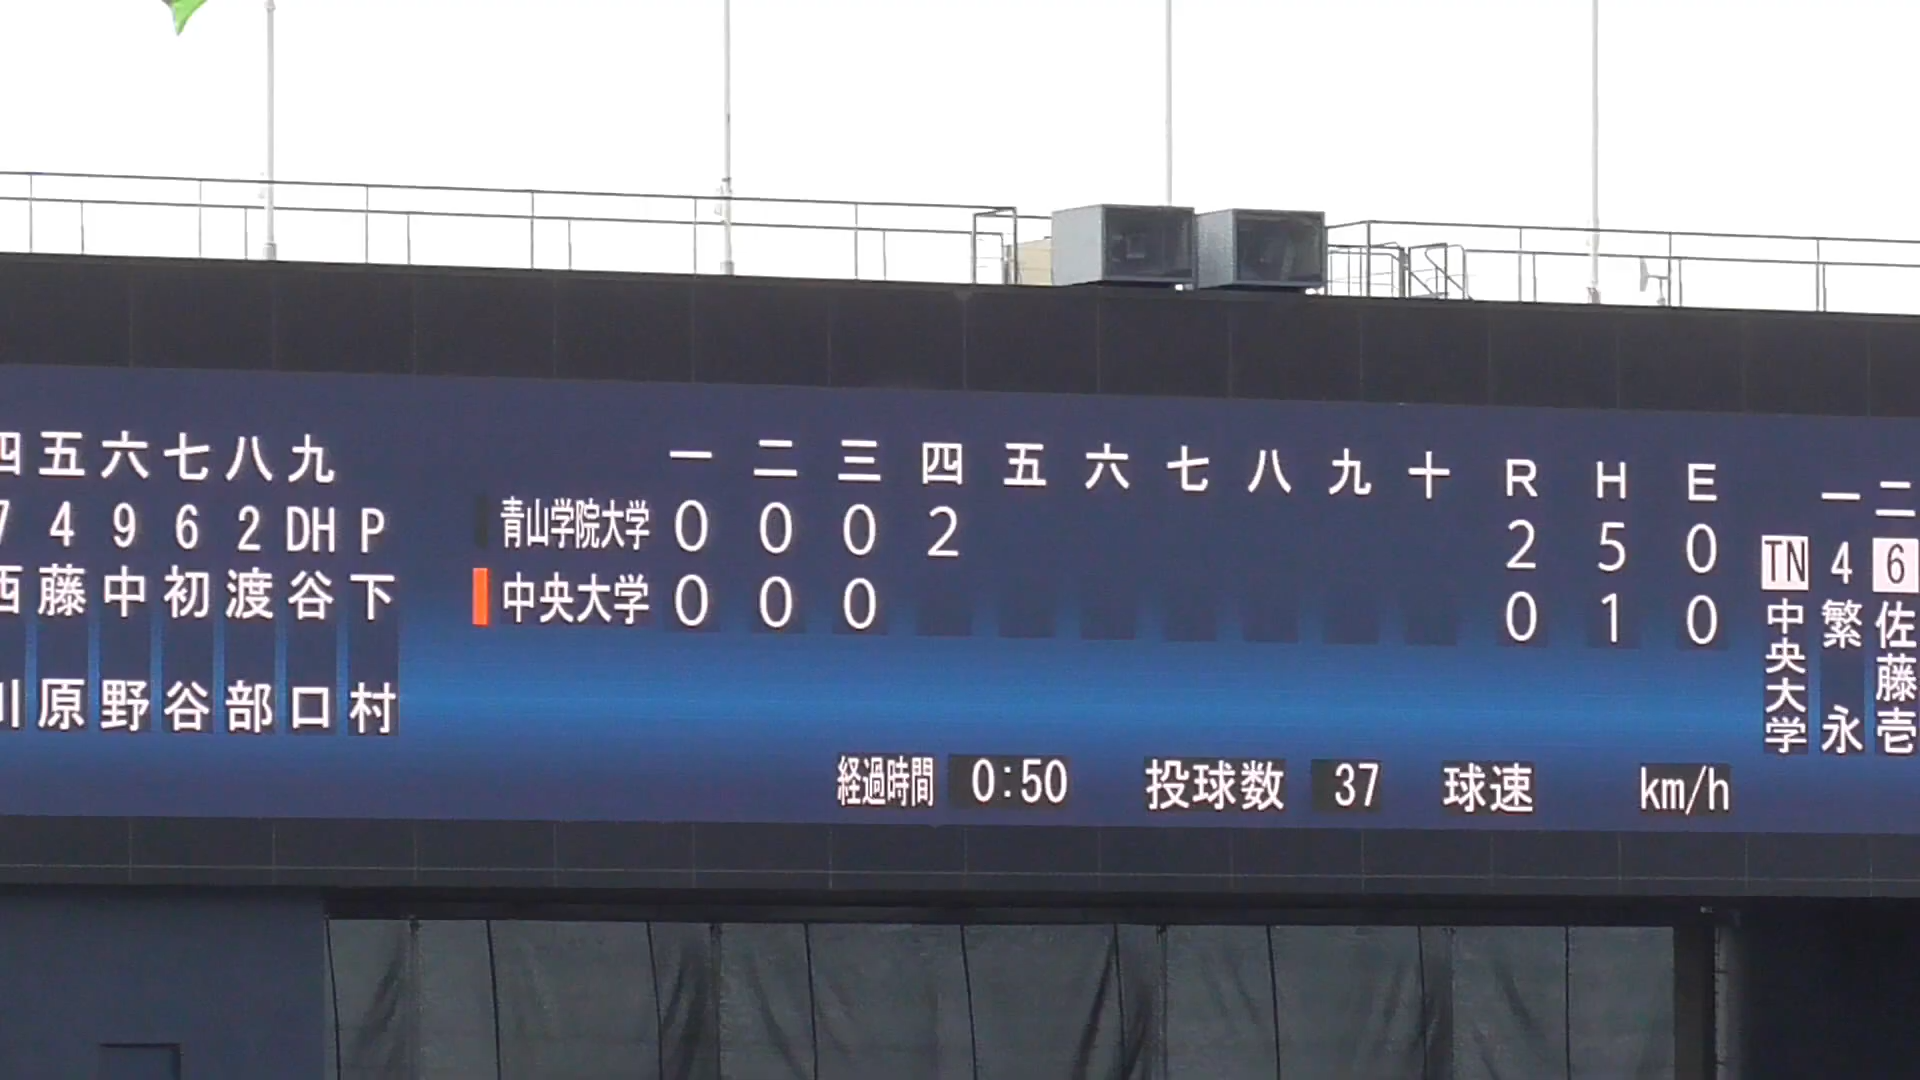 四 五 六 七 八 九
7 4 9 6 2 DH P
西 藤 中 初 渡 谷 下
川 原 野 谷 部 口 村
一 二 三 四 五 六 七 八 九 十 R H E
青山学院大学 0 0 0 2 2 5 0
中央大学 0 0 0 0 1 0
経過時間 0:50 投球数 37 球速 km/h
一 二
TN 4 6
中央大学
繁永
佐藤壱